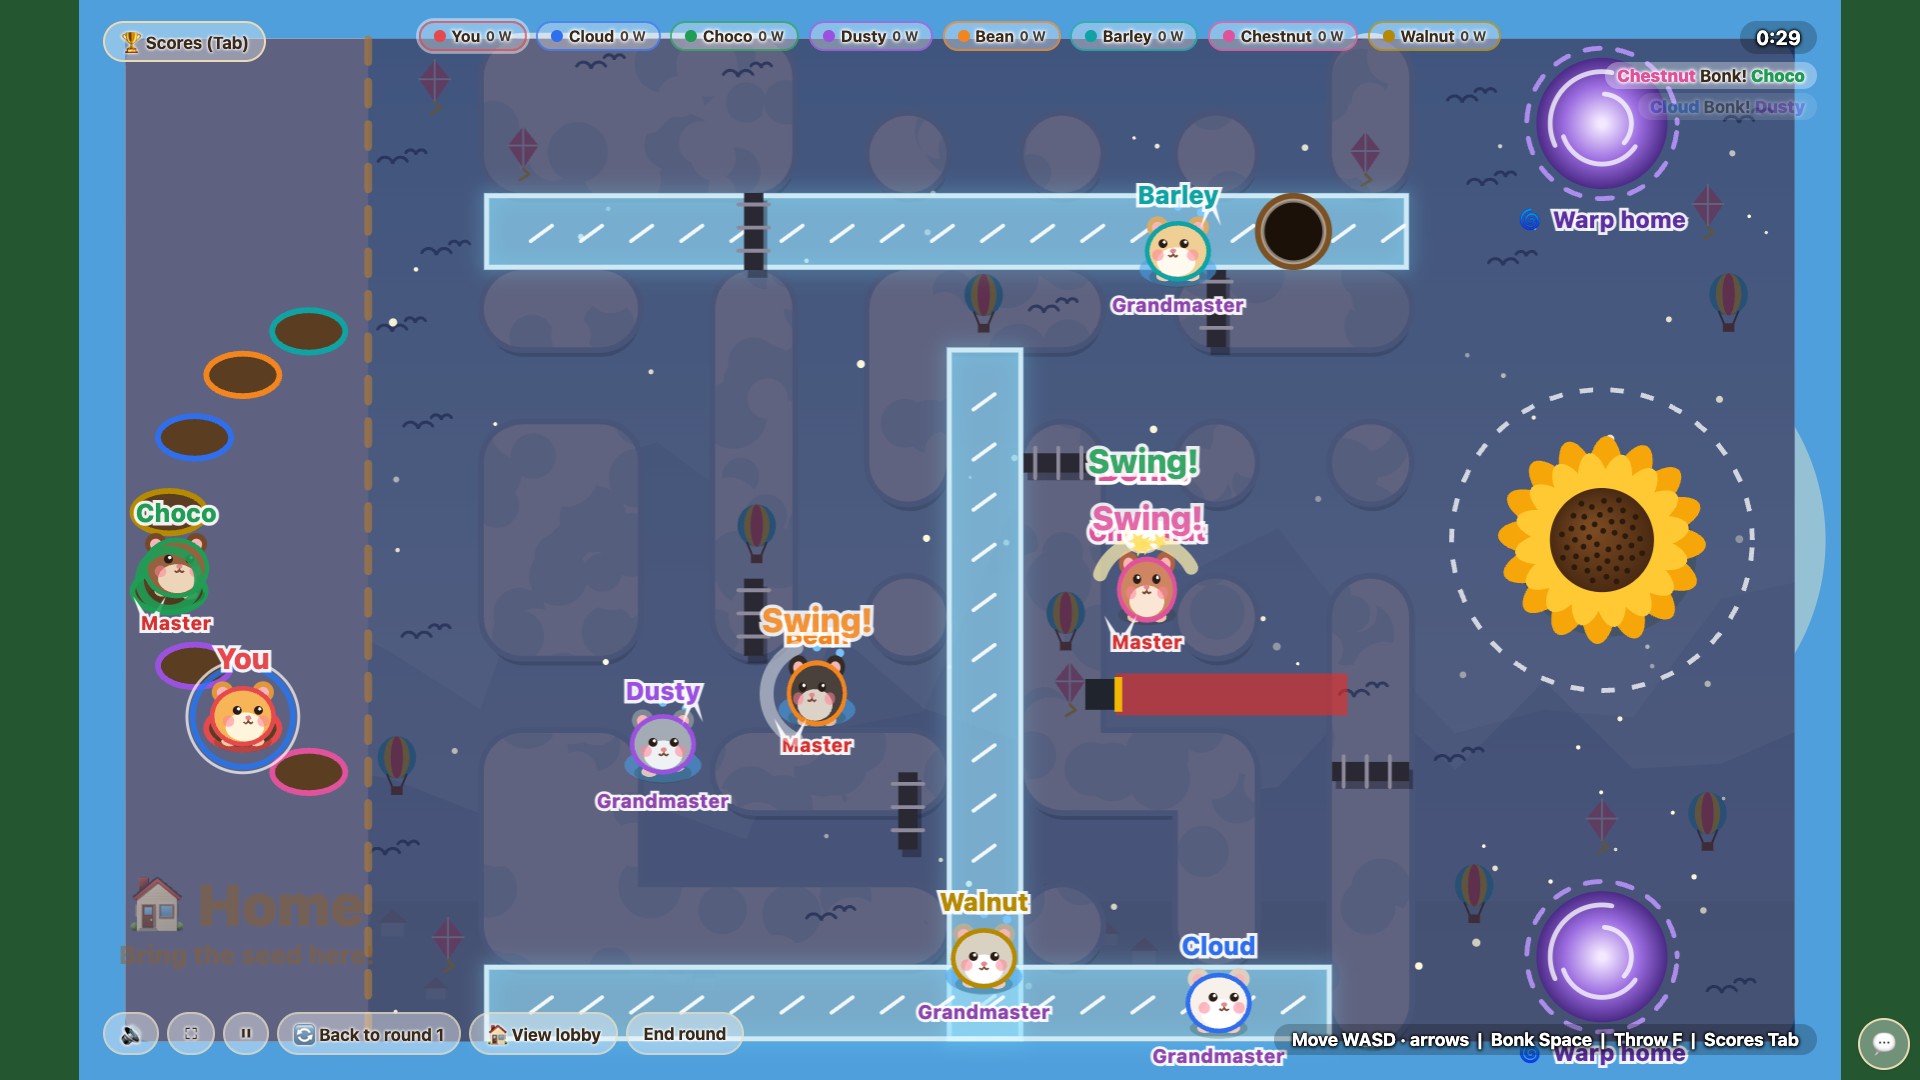 🏆 Scores (Tab)
You 0 W
Cloud 0 W
Choco 0 W
Dusty 0 W
Bean 0 W
Barley 0 W
Chestnut 0 W
Walnut 0 W
0:29
Chestnut Bonk! Choco
Cloud Bonk! Dusty
Barley
Grandmaster
🌀 Warp home
Swing!
Swing!
Choco
Master
Master
Swing!
Master
You
Dusty
Grandmaster
Walnut
Grandmaster
Cloud
Grandmaster
🏠 Home
Bring the seed here!
🔄 Back to round 1
🏠 View lobby
End round
Move WASD · arrows | Bonk Space | Throw F | Scores Tab
🌀 Warp home